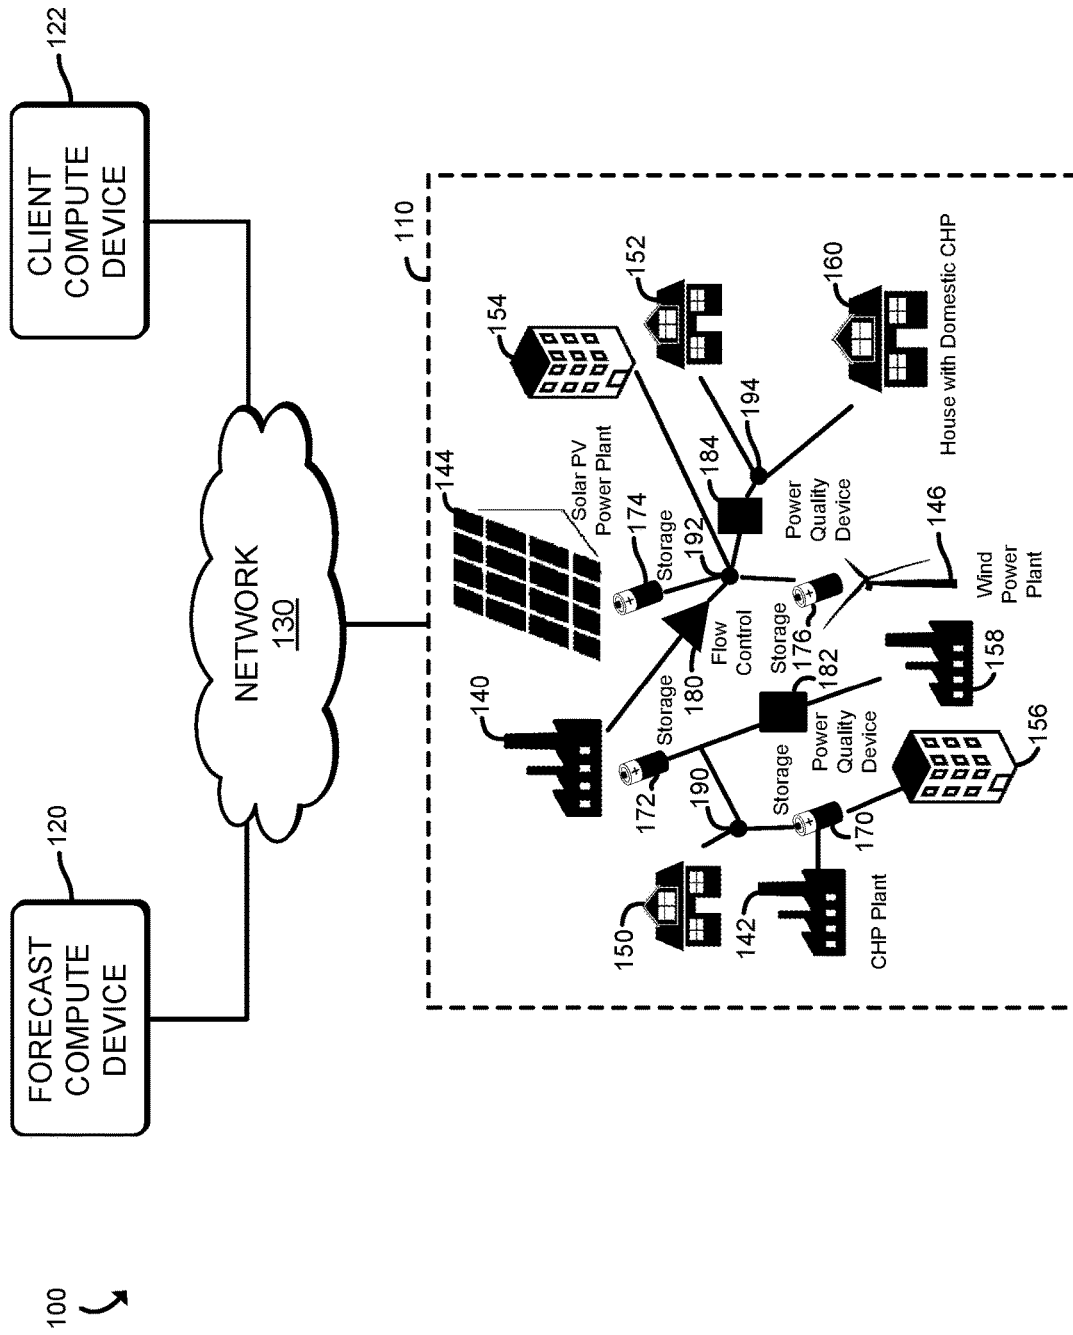 100
FORECAST
COMPUTE
DEVICE
120
CLIENT
COMPUTE
DEVICE
122
NETWORK
130
110
140
144
Solar PV
Power Plant
154
150
172
Storage
174
Storage
152
190
180
Flow
Control
192
184
194
142
CHP Plant
170
Storage
182
Power
Quality
Device
176
Storage
Power
Quality
Device
160
House with Domestic CHP
156
158
146
Wind
Power
Plant